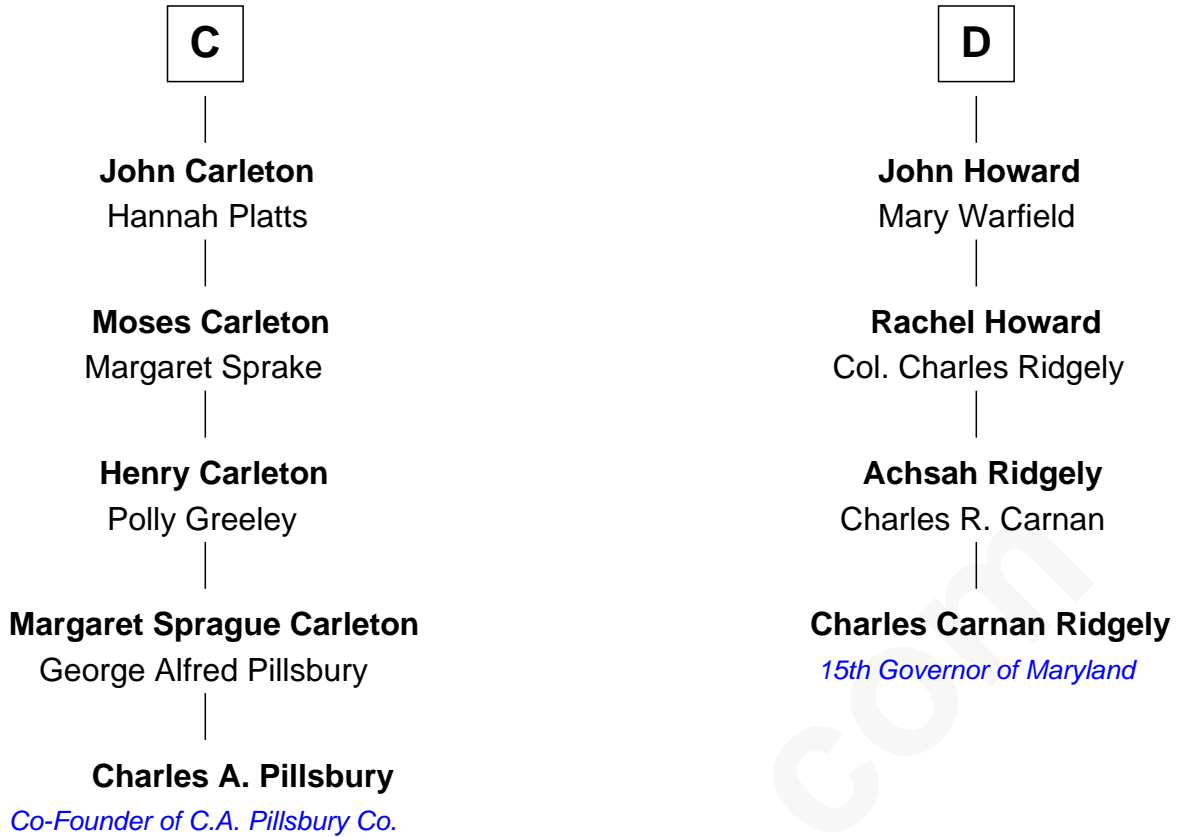 C
John Carleton
Hannah Platts
Moses Carleton
Margaret Sprake
Henry Carleton
Polly Greeley
Margaret Sprague Carleton
George Alfred Pillsbury
Charles A. Pillsbury
Co-Founder of C.A. Pillsbury Co.
D
John Howard
Mary Warfield
Rachel Howard
Col. Charles Ridgely
Achsah Ridgely
Charles R. Carnan
Charles Carnan Ridgely
15th Governor of Maryland
com